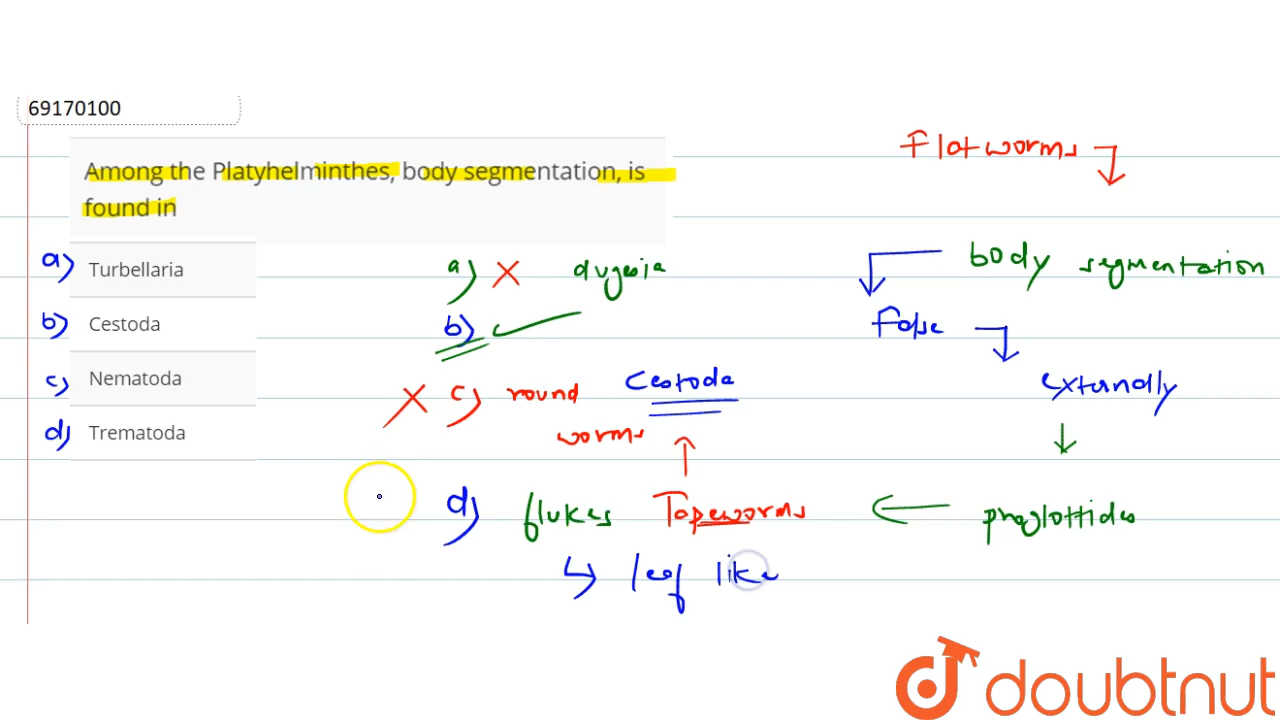 69170100
Among the Platyhelminthes, body segmentation, is
found in
a) Turbellaria
b) Cestoda
c) Nematoda
d) Trematoda
a) ✗ dugesia
b) ✓
✗ c) round
worms
Cestoda
d) flukes Tapeworms
leaf like
Flatworms
body segmentation
False
externally
proglottides
doubtnut